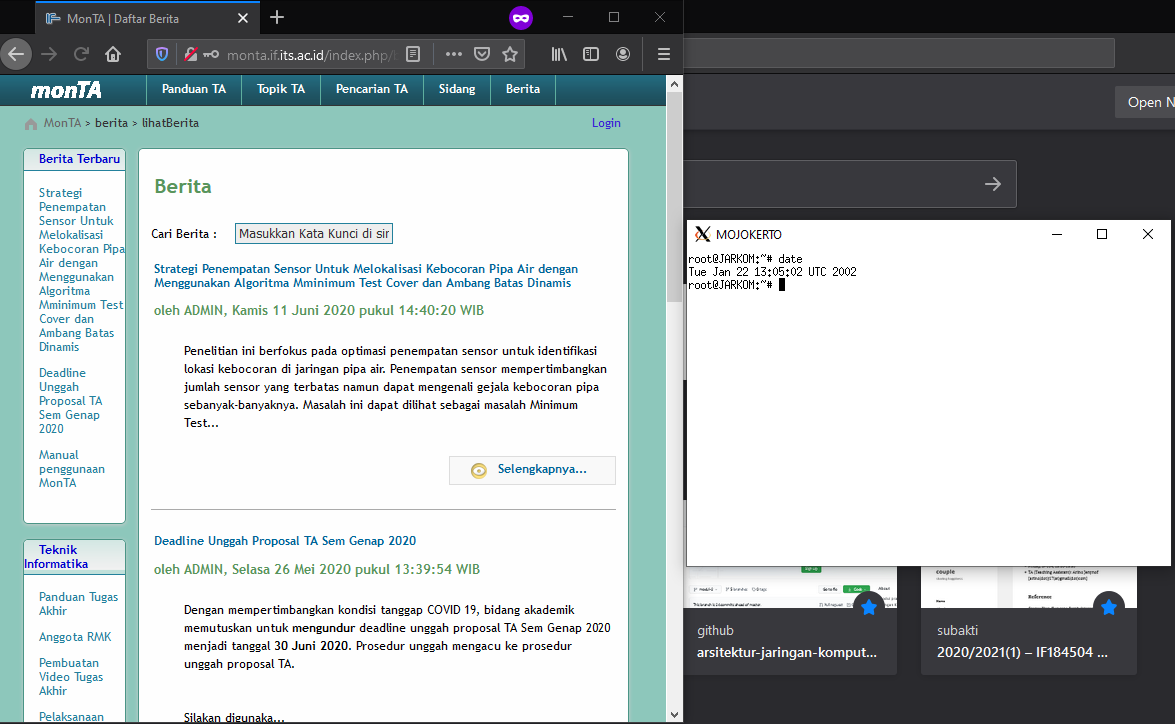 MonTA | Daftar Berita
monta.if.its.ac.id/index.php/
monTA
Panduan TA
Topik TA
Pencarian TA
Sidang
Berita
MonTA > berita > lihatBerita
Login
Berita Terbaru
Strategi
Penempatan
Sensor Untuk
Melokalisasi
Kebocoran Pipa
Air dengan
Menggunakan
Algoritma
Mminimum Test
Cover dan
Ambang Batas
Dinamis
Deadline
Unggah
Proposal TA
Sem Genap
2020
Manual
penggunaan
MonTA
Teknik
Informatika
Panduan Tugas
Akhir
Anggota RMK
Pembuatan
Video Tugas
Akhir
Pelaksanaan
Berita
Cari Berita :
Masukkan Kata Kunci di sir
Strategi Penempatan Sensor Untuk Melokalisasi Kebocoran Pipa Air dengan
Menggunakan Algoritma Mminimum Test Cover dan Ambang Batas Dinamis
oleh ADMIN, Kamis 11 Juni 2020 pukul 14:40:20 WIB
Penelitian ini berfokus pada optimasi penempatan sensor untuk identifikasi
lokasi kebocoran di jaringan pipa air. Penempatan sensor mempertimbangkan
jumlah sensor yang terbatas namun dapat mengenali gejala kebocoran pipa
sebanyak-banyaknya. Masalah ini dapat dilihat sebagai masalah Minimum
Test...
Selengkapnya...
Deadline Unggah Proposal TA Sem Genap 2020
oleh ADMIN, Selasa 26 Mei 2020 pukul 13:39:54 WIB
Dengan mempertimbangkan kondisi tanggap COVID 19, bidang akademik
memutuskan untuk mengundur deadline unggah proposal TA Sem Genap 2020
menjadi tanggal 30 Juni 2020. Prosedur unggah mengacu ke prosedur
unggah proposal TA.
Silakan digunaka...
Open N
MOJOKERTO
root@JARKOM:~# date
Tue Jan 22 13:05:02 UTC 2002
root@JARKOM:~#
couple
References
github
arsitektur-jaringan-komput...
subakti
2020/2021(1) – IF184504 ...